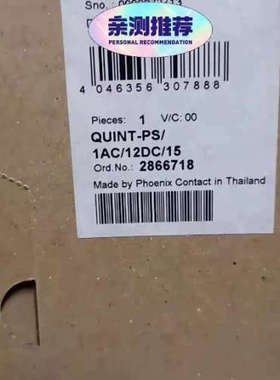 Sno.:
亲测推荐
PERSONAL RECOMMENDATION
4 046356 307888
Pieces: 1 V/C: 00
QUINT-PS/
1AC/12DC/15
Ord.No.: 2866718
Made by Phoenix Contact in Thailand